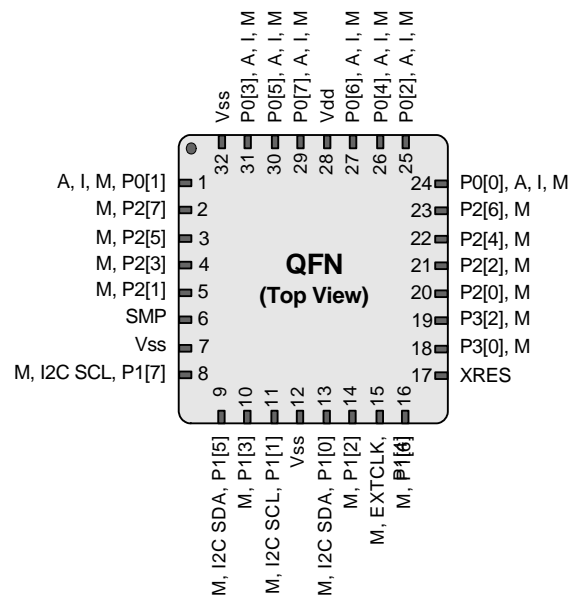 Vss
P0[3], A, I, M
P0[5], A, I, M
P0[7], A, I, M
Vdd
P0[6], A, I, M
P0[4], A, I, M
P0[2], A, I, M
32
31
30
29
28
27
26
25
A, I, M, P0[1]
1
M, P2[7]
2
M, P2[5]
3
M, P2[3]
4
M, P2[1]
5
SMP
6
Vss
7
M, I2C SCL, P1[7]
8
QFN
(Top View)
24
P0[0], A, I, M
23
P2[6], M
22
P2[4], M
21
P2[2], M
20
P2[0], M
19
P3[2], M
18
P3[0], M
17
XRES
9
10
11
12
13
14
15
16
M, I2C SDA, P1[5]
M, P1[3]
M, I2C SCL, P1[1]
Vss
M, I2C SDA, P1[0]
M, P1[2]
M, EXTCLK,
P1[4]
M, P1[6]